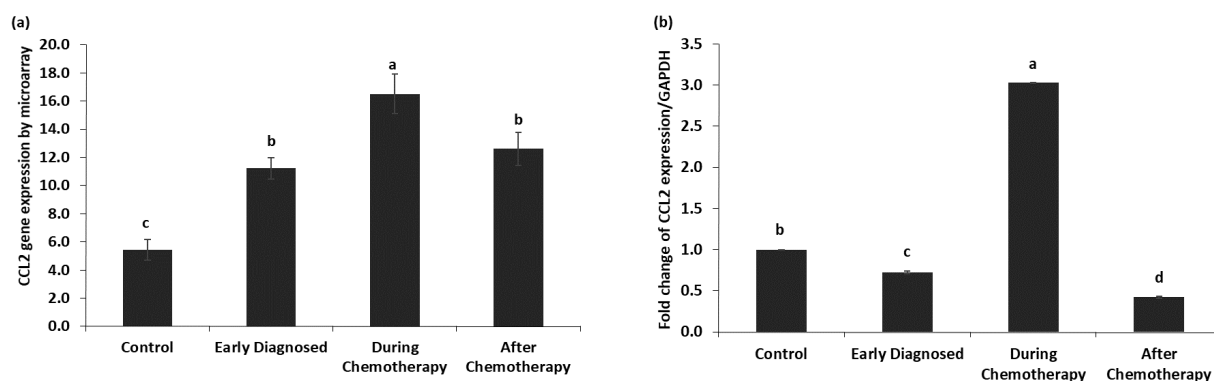 (a)
CCL2 gene expression by microarray
20.0
18.0
16.0
14.0
12.0
10.0
8.0
6.0
4.0
2.0
0.0
c
b
a
b
Control
Early Diagnosed
During
Chemotherapy
After
Chemotherapy
(b)
Fold change of CCL2 expression/GAPDH
3.5
3.0
2.5
2.0
1.5
1.0
0.5
0.0
b
c
a
d
Control
Early Diagnosed
During
Chemotherapy
After
Chemotherapy